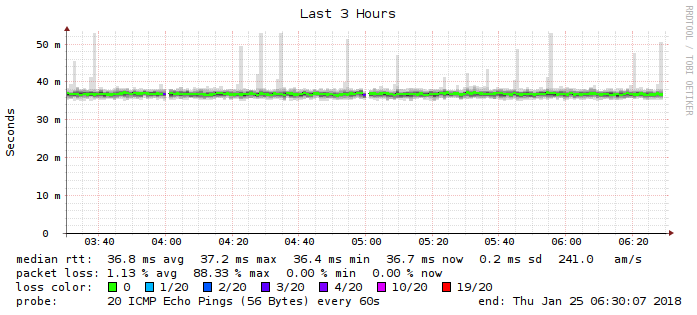 Last 3 Hours
RRDTOOL / TOBI OETIKER
Seconds
50 m
40 m
30 m
20 m
10 m
0
03:40 04:00 04:20 04:40 05:00 05:20 05:40 06:00 06:20
median rtt: 36.8 ms avg 37.2 ms max 36.4 ms min 36.7 ms now 0.2 ms sd 241.0 am/s
packet loss: 1.13 % avg 88.33 % max 0.00 % min 0.00 % now
loss color: 0 1/20 2/20 3/20 4/20 10/20 19/20
probe: 20 ICMP Echo Pings (56 Bytes) every 60s end: Thu Jan 25 06:30:07 2018